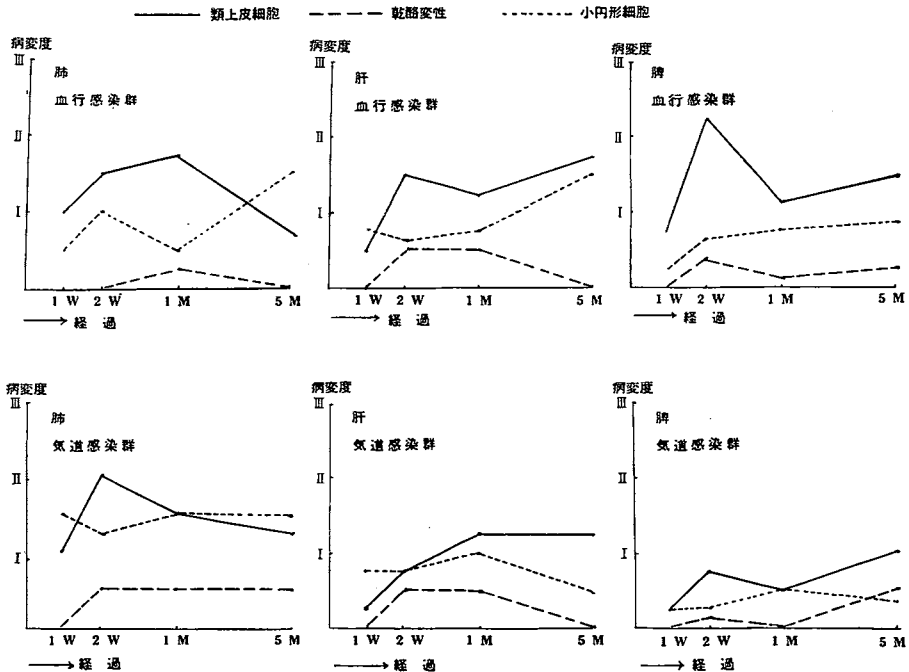 類上皮細胞 乾酪変性 小円形細胞
病変度 病変度 病変度
III III III
肺 肝 脾
血行感染群 血行感染群 血行感染群
II II II
I I I
1 W 2 W 1 M 5 M 1 W 2 W 1 M 5 M 1 W 2 W 1 M 5 M
経過 経過 経過
病変度 病変度 病変度
III III III
肺 肝 脾
気道感染群 気道感染群 気道感染群
II II II
I I I
1 W 2 W 1 M 5 M 1 W 2 W 1 M 5 M 1 W 2 W 1 M 5 M
経過 経過 経過